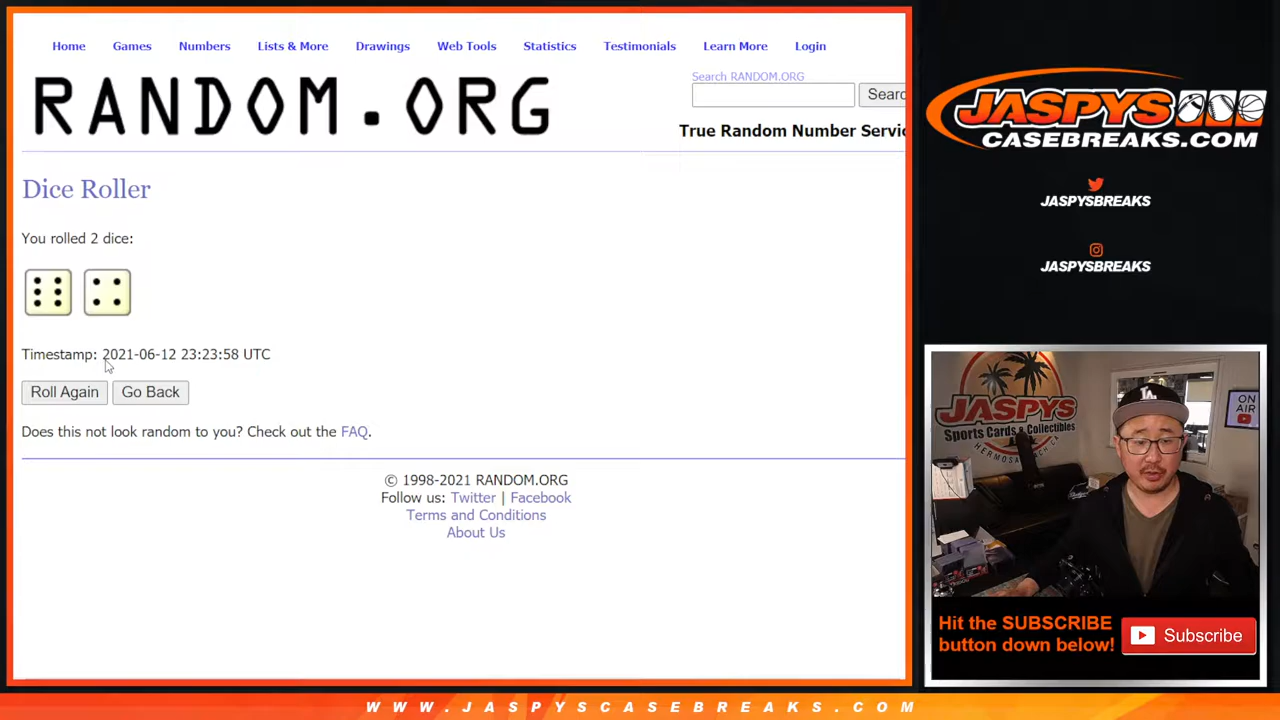 Home Games Numbers Lists & More Drawings Web Tools Statistics Testimonials Learn More Login
RANDOM.ORG
Search RANDOM.ORG
Searc
True Random Number Servic
Dice Roller
You rolled 2 dice:
Timestamp: 2021-06-12 23:23:58 UTC
Roll Again Go Back
Does this not look random to you? Check out the FAQ.
© 1998-2021 RANDOM.ORG
Follow us: Twitter | Facebook
Terms and Conditions
About Us
JASPYS
CASEBREAKS.COM
JASPYSBREAKS
JASPYSBREAKS
JASPYS
Sports Cards & Collectibles
HERMOSA BEACH, CA
LA
ON
AIR
Hit the SUBSCRIBE
button down below!
Subscribe
WWW.JASPYSCASEBREAKS.COM